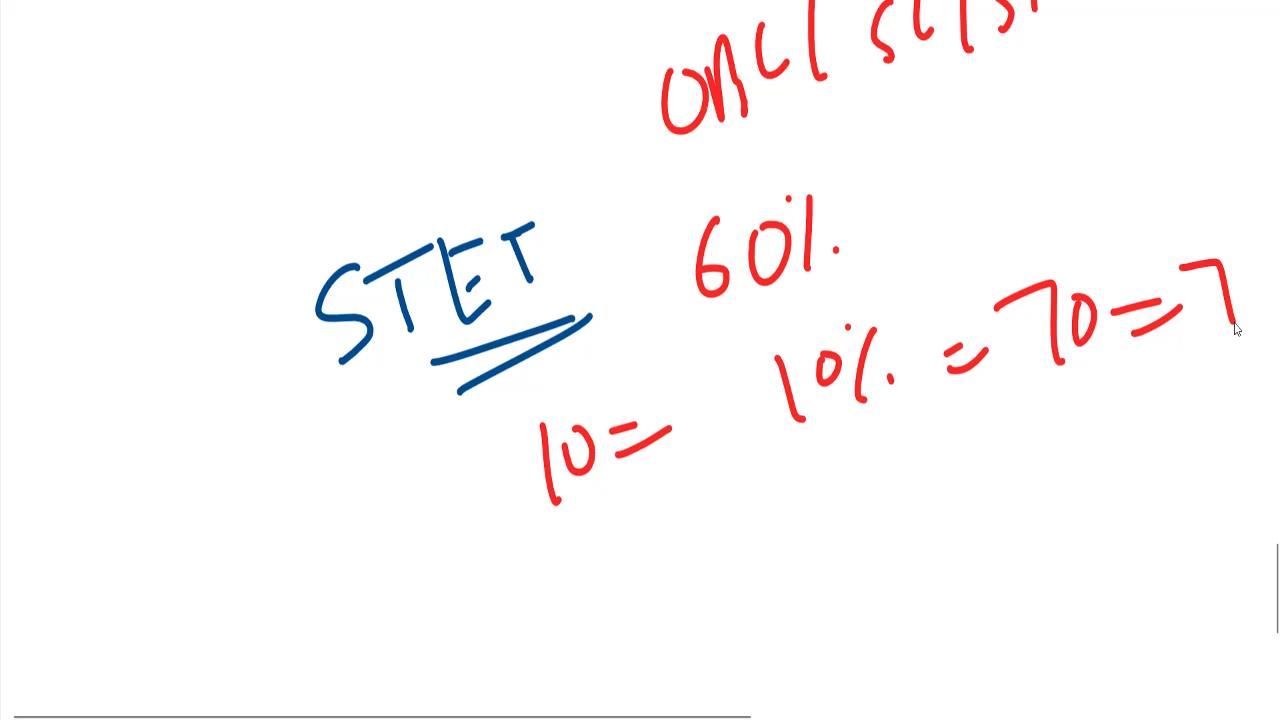 60%
STET
10% = 70 = 7
10 =